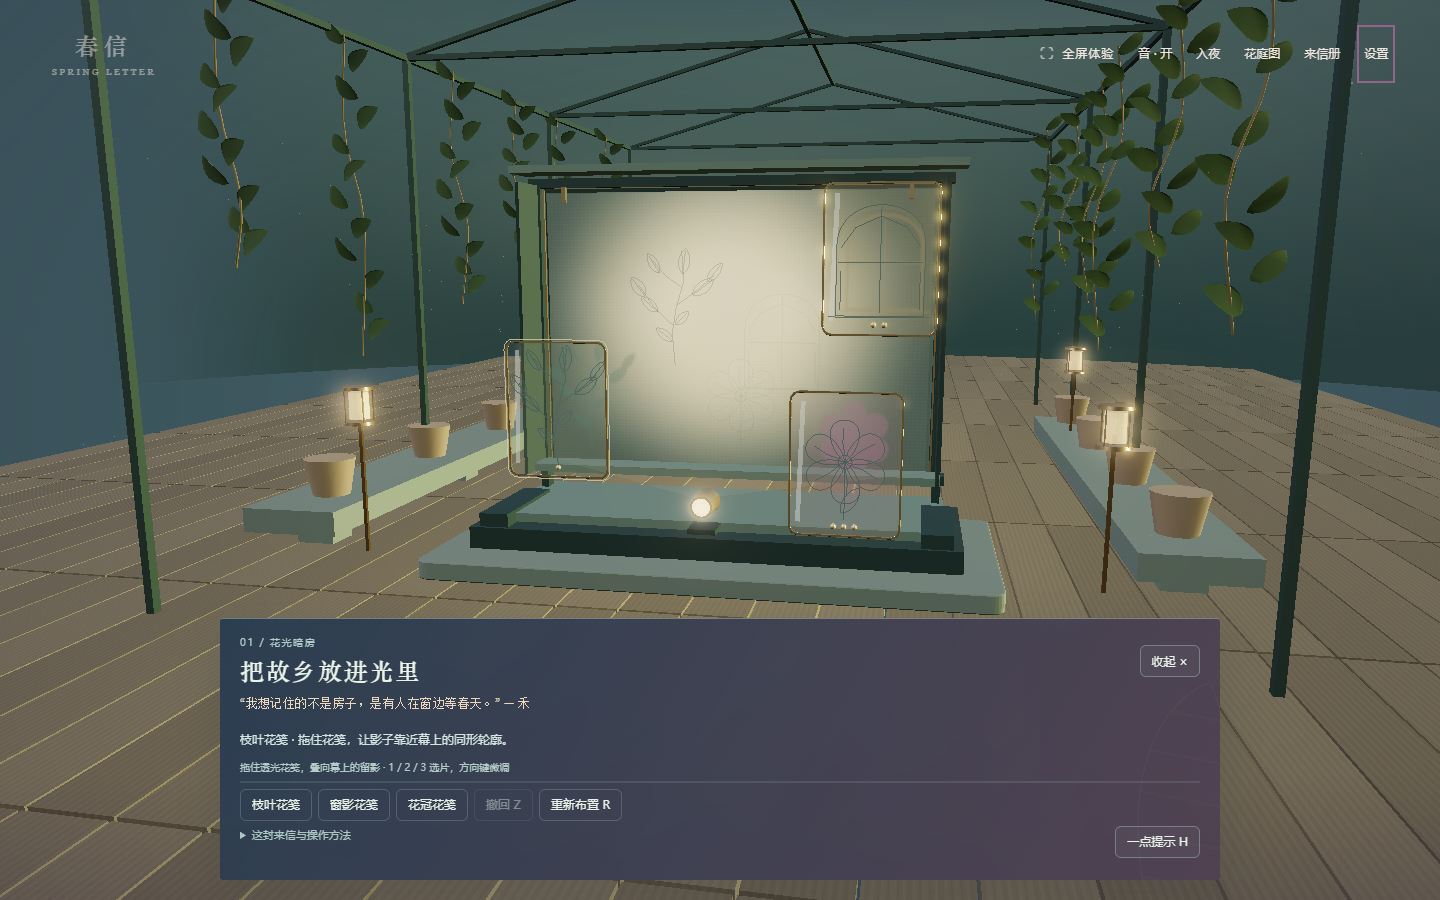 春信
SPRING LETTER
全屏体验 音·开 入夜 花庭图 来信册 设置
01 / 花光暗房
把故乡放进光里
收起 ×
“我想记住的不是房子，是有人在窗边等春天。” — 禾
枝叶花笺 · 拖住花笺，让影子靠近幕上的同形轮廓。
拖住透光花笺，叠向幕上的留影 · 1 / 2 / 3 选片，方向键微调
枝叶花笺 窗影花笺 花冠花笺 撤回 Z 重新布置 R
▶ 这封来信与操作方法
一点提示 H